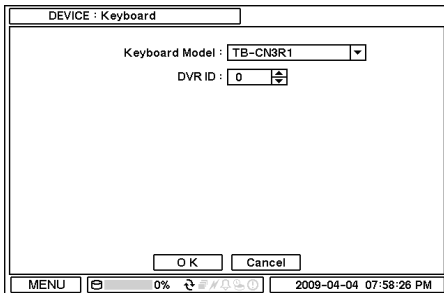 DEVICE : Keyboard
Keyboard Model : TB-CN3R1
DVR ID : 0
OK Cancel
MENU 0% 2009-04-04 07:58:26 PM